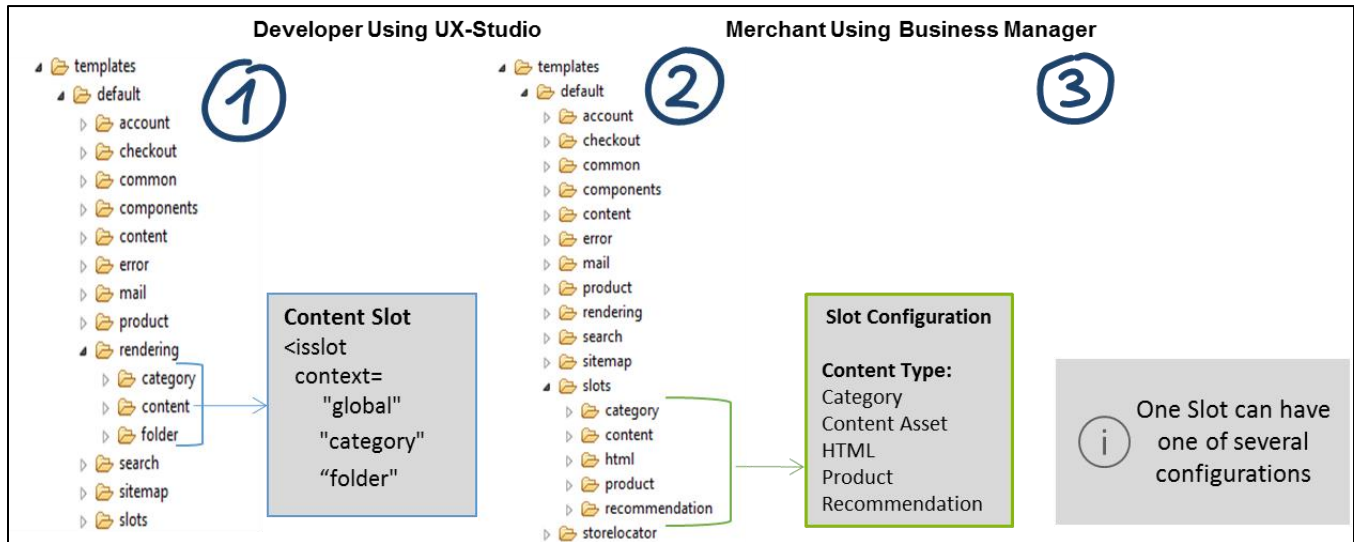 Developer Using UX-Studio
Merchant Using Business Manager
1
templates
default
account
checkout
common
components
content
error
mail
product
rendering
category
content
folder
search
sitemap
slots
Content Slot
<isslot
context=
"global"
"category"
“folder"
2
templates
default
account
checkout
common
components
content
error
mail
product
rendering
search
sitemap
slots
category
content
html
product
recommendation
storelocator
Slot Configuration
Content Type:
Category
Content Asset
HTML
Product
Recommendation
3
i
One Slot can have
one of several
configurations